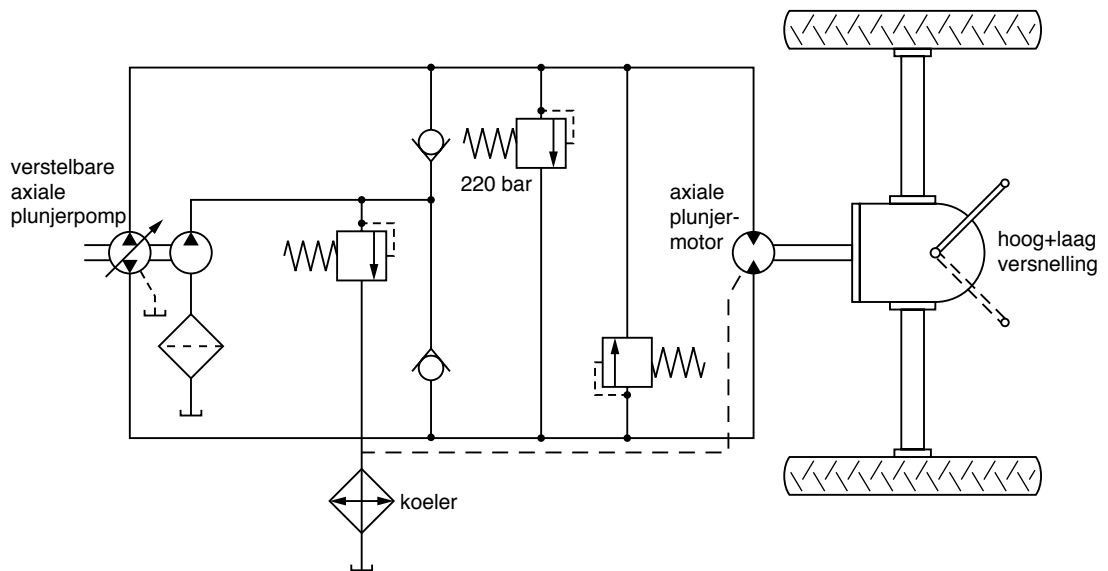 verstelbare
axiale
plunjerpomp
220 bar
axiale
plunjer-
motor
hoog+laag
versnelling
koeler